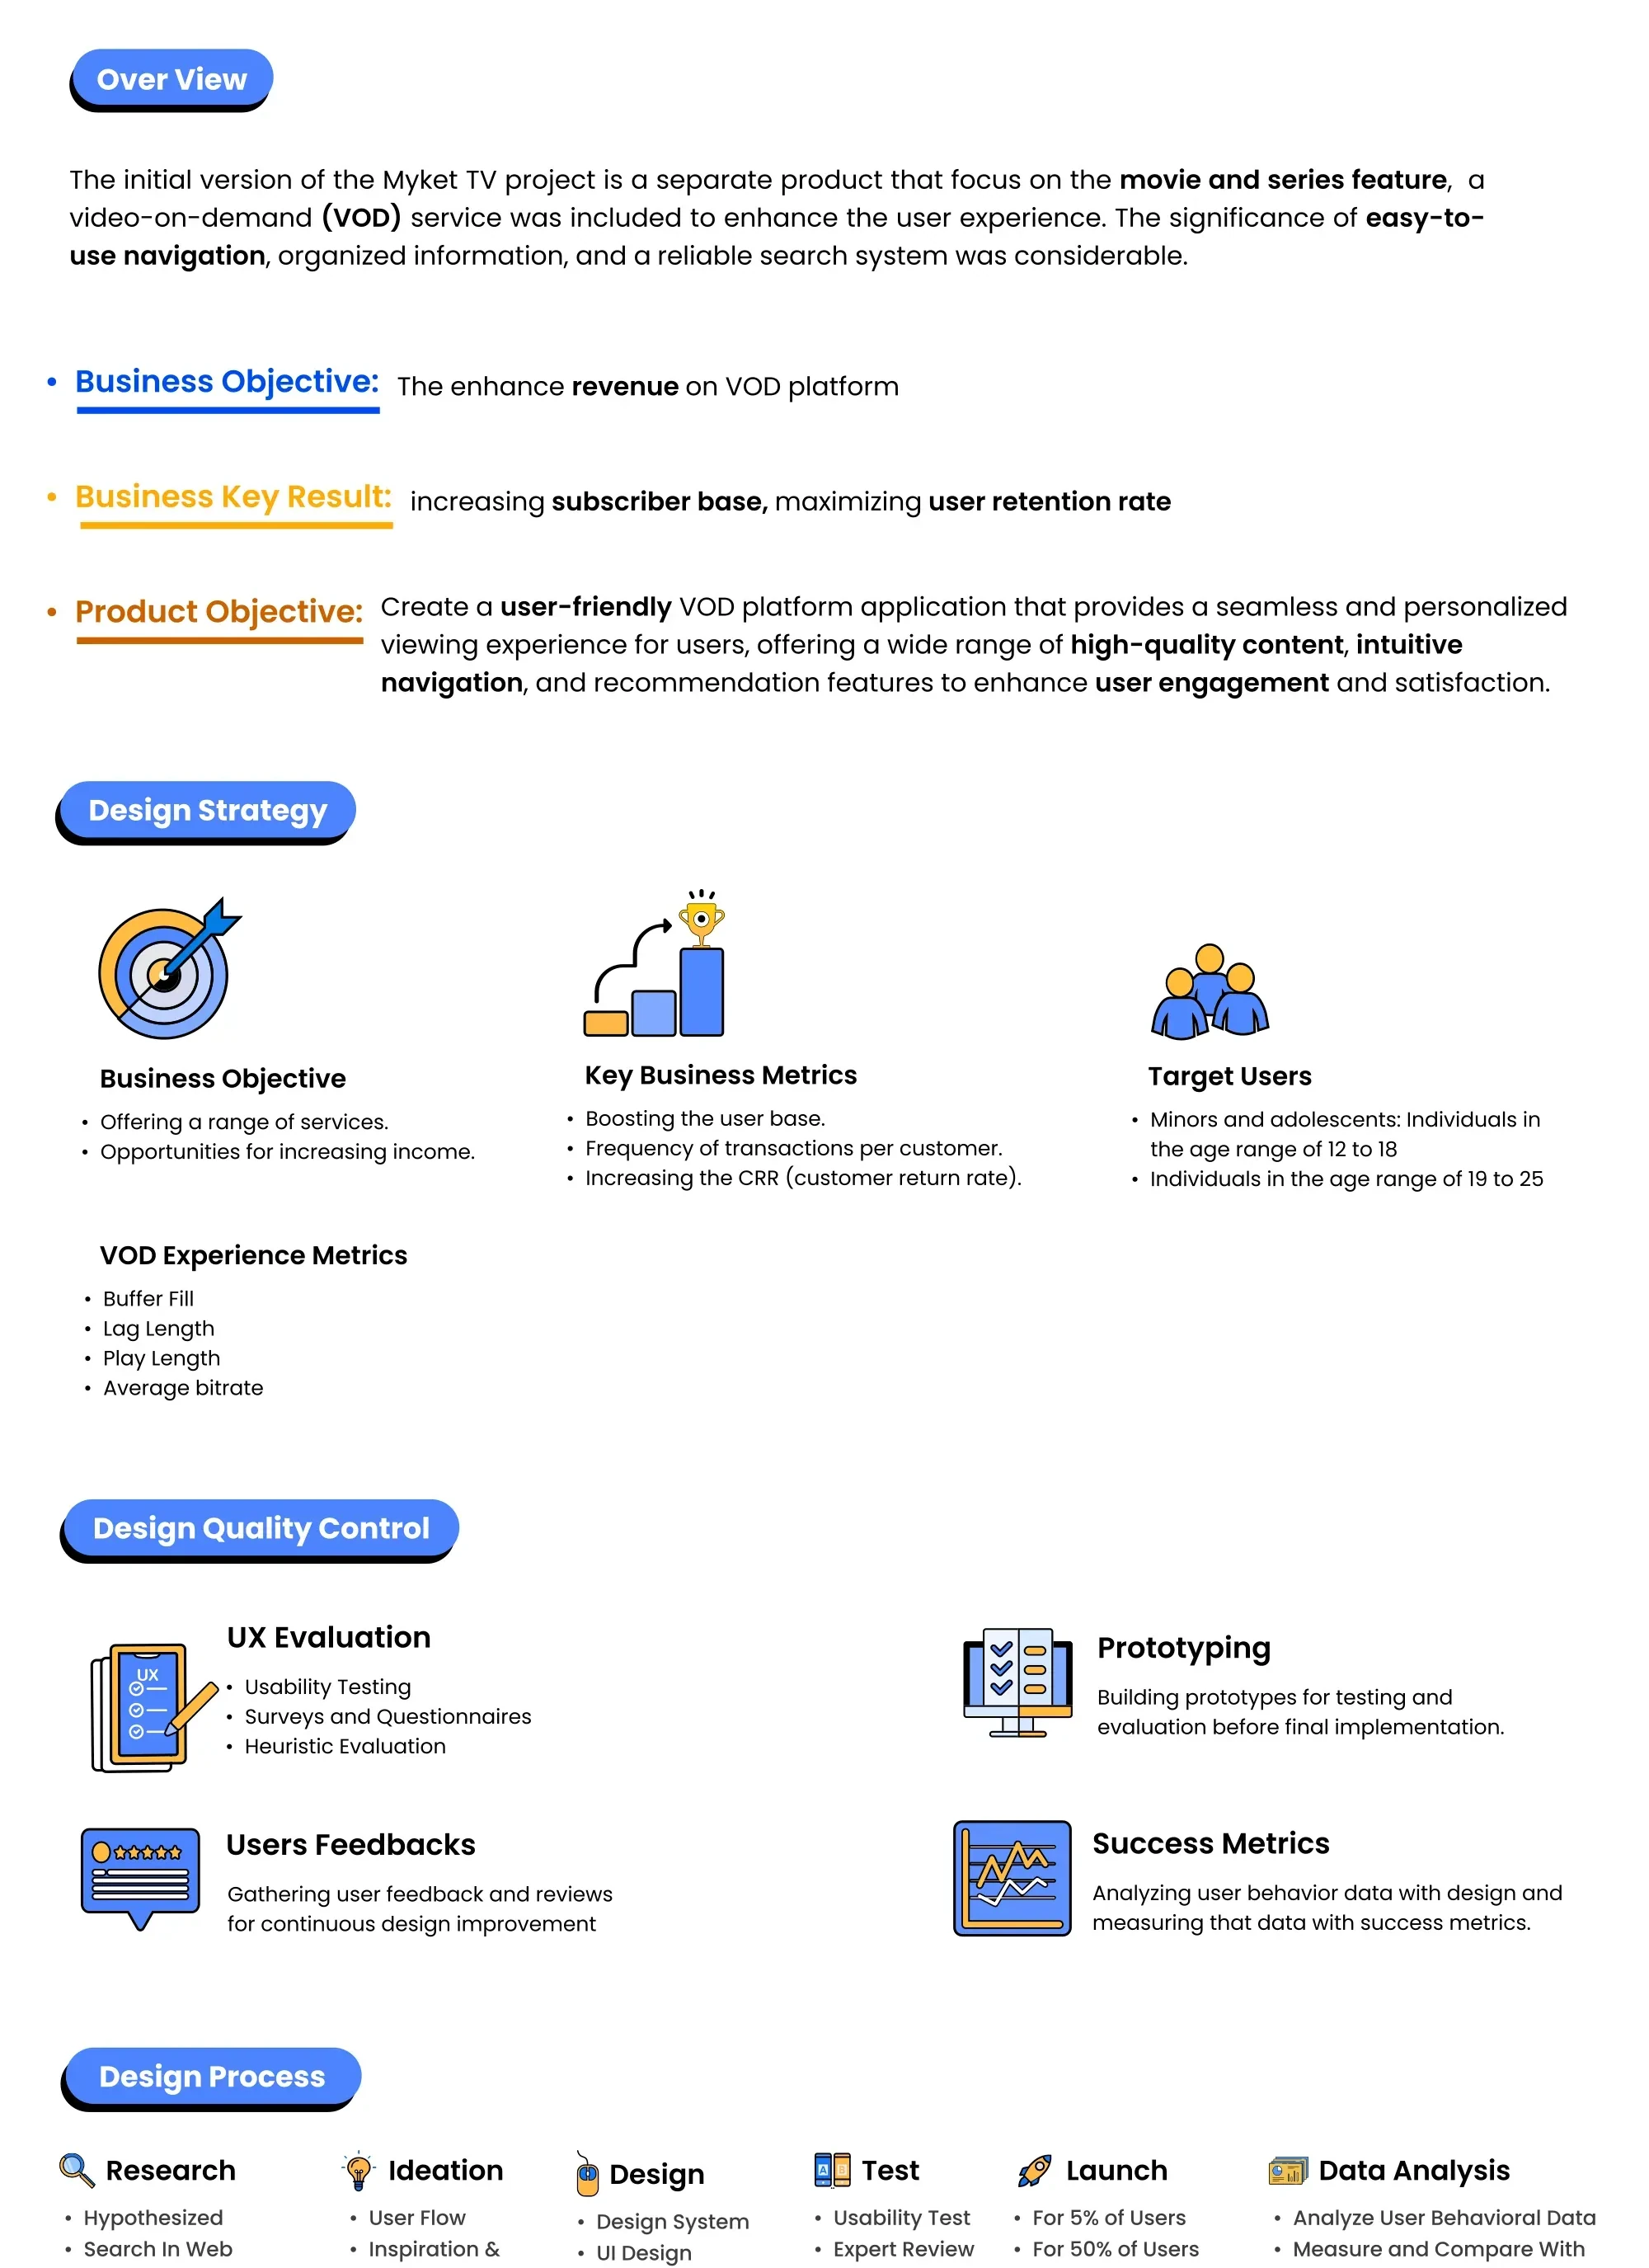 Over View
The initial version of the Myket TV project is a separate product that focus on the movie and series feature, a
video-on-demand (VOD) service was included to enhance the user experience. The significance of easy-to-
use navigation, organized information, and a reliable search system was considerable.
• Business Objective: The enhance revenue on VOD platform
• Business Key Result: increasing subscriber base, maximizing user retention rate
• Product Objective: Create a user-friendly VOD platform application that provides a seamless and personalized
viewing experience for users, offering a wide range of high-quality content, intuitive
navigation, and recommendation features to enhance user engagement and satisfaction.
Design Strategy
Business Objective
• Offering a range of services.
• Opportunities for increasing income.
Key Business Metrics
• Boosting the user base.
• Frequency of transactions per customer.
• Increasing the CRR (customer return rate).
Target Users
• Minors and adolescents: Individuals in
the age range of 12 to 18
• Individuals in the age range of 19 to 25
VOD Experience Metrics
• Buffer Fill
• Lag Length
• Play Length
• Average bitrate
Design Quality Control
UX
UX Evaluation
• Usability Testing
• Surveys and Questionnaires
• Heuristic Evaluation
Prototyping
Building prototypes for testing and
evaluation before final implementation.
Users Feedbacks
Gathering user feedback and reviews
for continuous design improvement
Success Metrics
Analyzing user behavior data with design and
measuring that data with success metrics.
Design Process
Research
• Hypothesized
• Search In Web
Ideation
• User Flow
• Inspiration &
Design
• Design System
• UI Design
A B
Test
• Usability Test
• Expert Review
Launch
• For 5% of Users
• For 50% of Users
Data Analysis
• Analyze User Behavioral Data
• Measure and Compare With